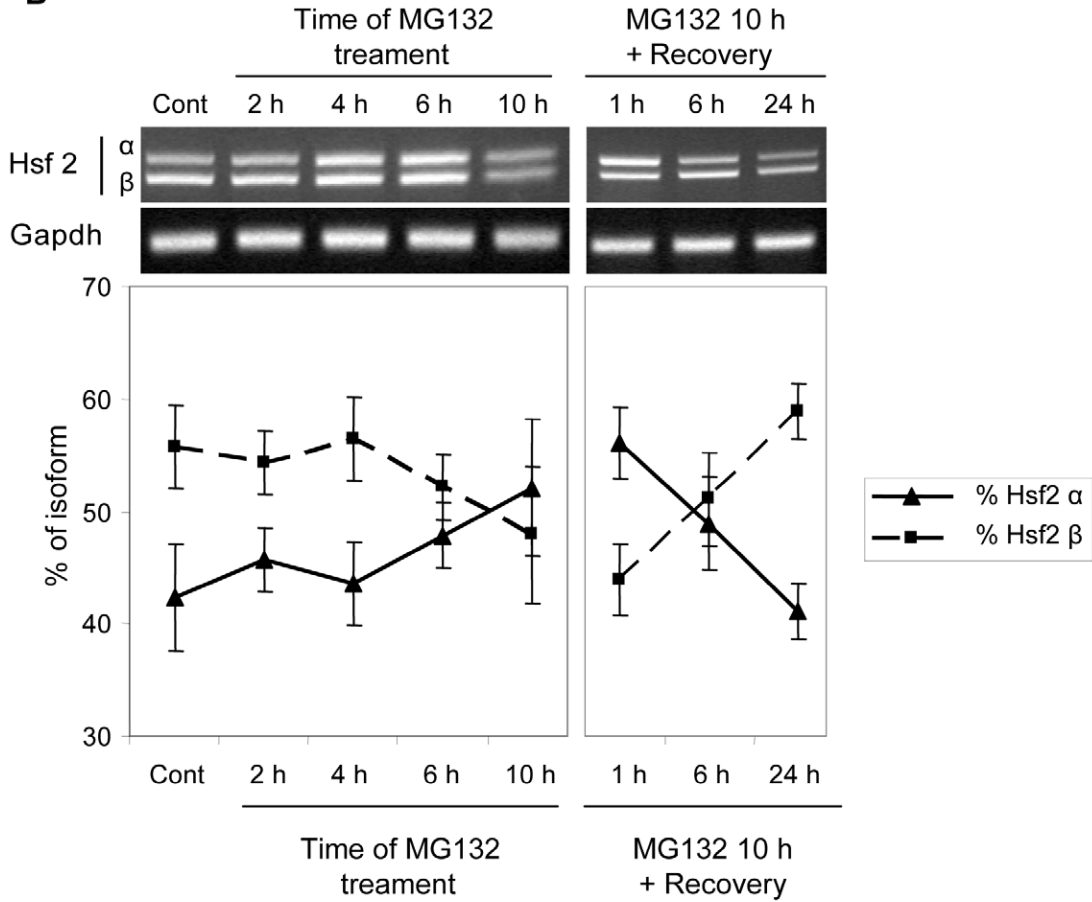 B
Time of MG132
treament
MG132 10 h
+ Recovery
Cont 2 h 4 h 6 h 10 h 1 h 6 h 24 h
Hsf 2 α
β
Gapdh
70
60
50
40
30
% of isoform
% Hsf2 α
% Hsf2 β
Cont 2 h 4 h 6 h 10 h 1 h 6 h 24 h
Time of MG132
treament
MG132 10 h
+ Recovery